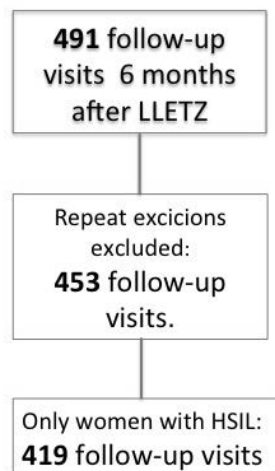 491 follow-up
visits 6 months
after LLETZ
Repeat excicions
excluded:
453 follow-up
visits.
Only women with HSIL:
419 follow-up visits